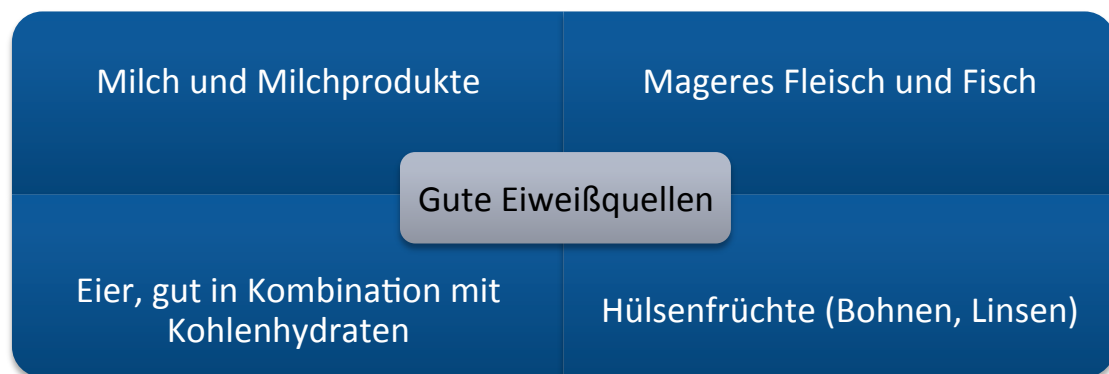 Milch und Milchprodukte
Mageres Fleisch und Fisch
Gute Eiweißquellen
Eier, gut in Kombination mit
Kohlenhydraten
Hülsenfrüchte (Bohnen, Linsen)